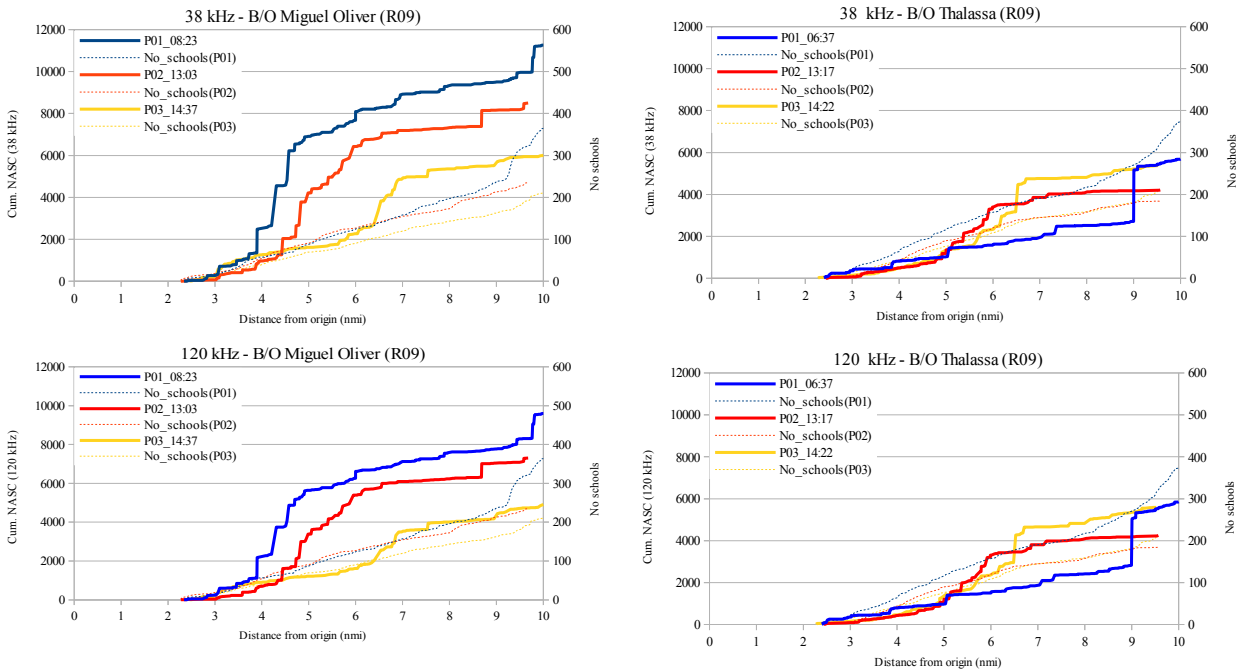 38 kHz - B/O Miguel Oliver (R09)
12000
10000
8000
6000
4000
2000
0
600
500
400
300
200
100
0
0 1 2 3 4 5 6 7 8 9 10
Cum. NASC (38 kHz)
No schools
Distance from origin (nmi)
P01_08:23
No_schools(P01)
P02_13:03
No_schools(P02)
P03_14:37
No_schools(P03)
38 kHz - B/O Thalassa (R09)
12000
10000
8000
6000
4000
2000
0
600
500
400
300
200
100
0
0 1 2 3 4 5 6 7 8 9 10
Cum. NASC (38 kHz)
No schools
Distance from origin (nmi)
P01_06:37
No_schools(P01)
P02_13:17
No_schools(P02)
P03_14:22
No_schools(P03)
120 kHz - B/O Miguel Oliver (R09)
12000
10000
8000
6000
4000
2000
0
600
500
400
300
200
100
0
0 1 2 3 4 5 6 7 8 9 10
Cum. NASC (120 kHz)
No schools
Distance from origin (nmi)
P01_08:23
No_schools(P01)
P02_13:03
No_schools(P02)
P03_14:37
No_schools(P03)
120 kHz - B/O Thalassa (R09)
12000
10000
8000
6000
4000
2000
0
600
500
400
300
200
100
0
0 1 2 3 4 5 6 7 8 9 10
Cum. NASC (120 kHz)
No schools
Distance from origin (nmi)
P01_06:37
No_schools(P01)
P02_13:17
No_schools(P02)
P03_14:22
No_schools(P03)